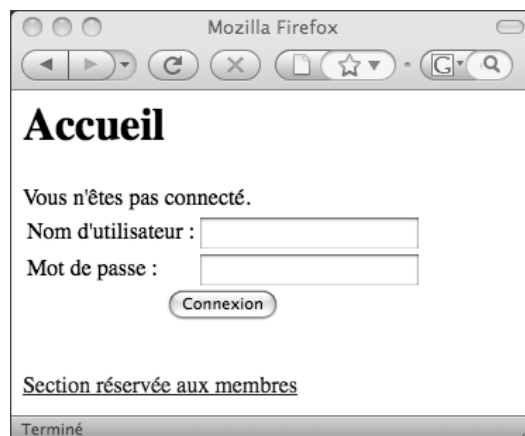 Mozilla Firefox
G
Accueil
Vous n'êtes pas connecté.
Nom d'utilisateur :
Mot de passe :
Connexion
Section réservée aux membres
Terminé